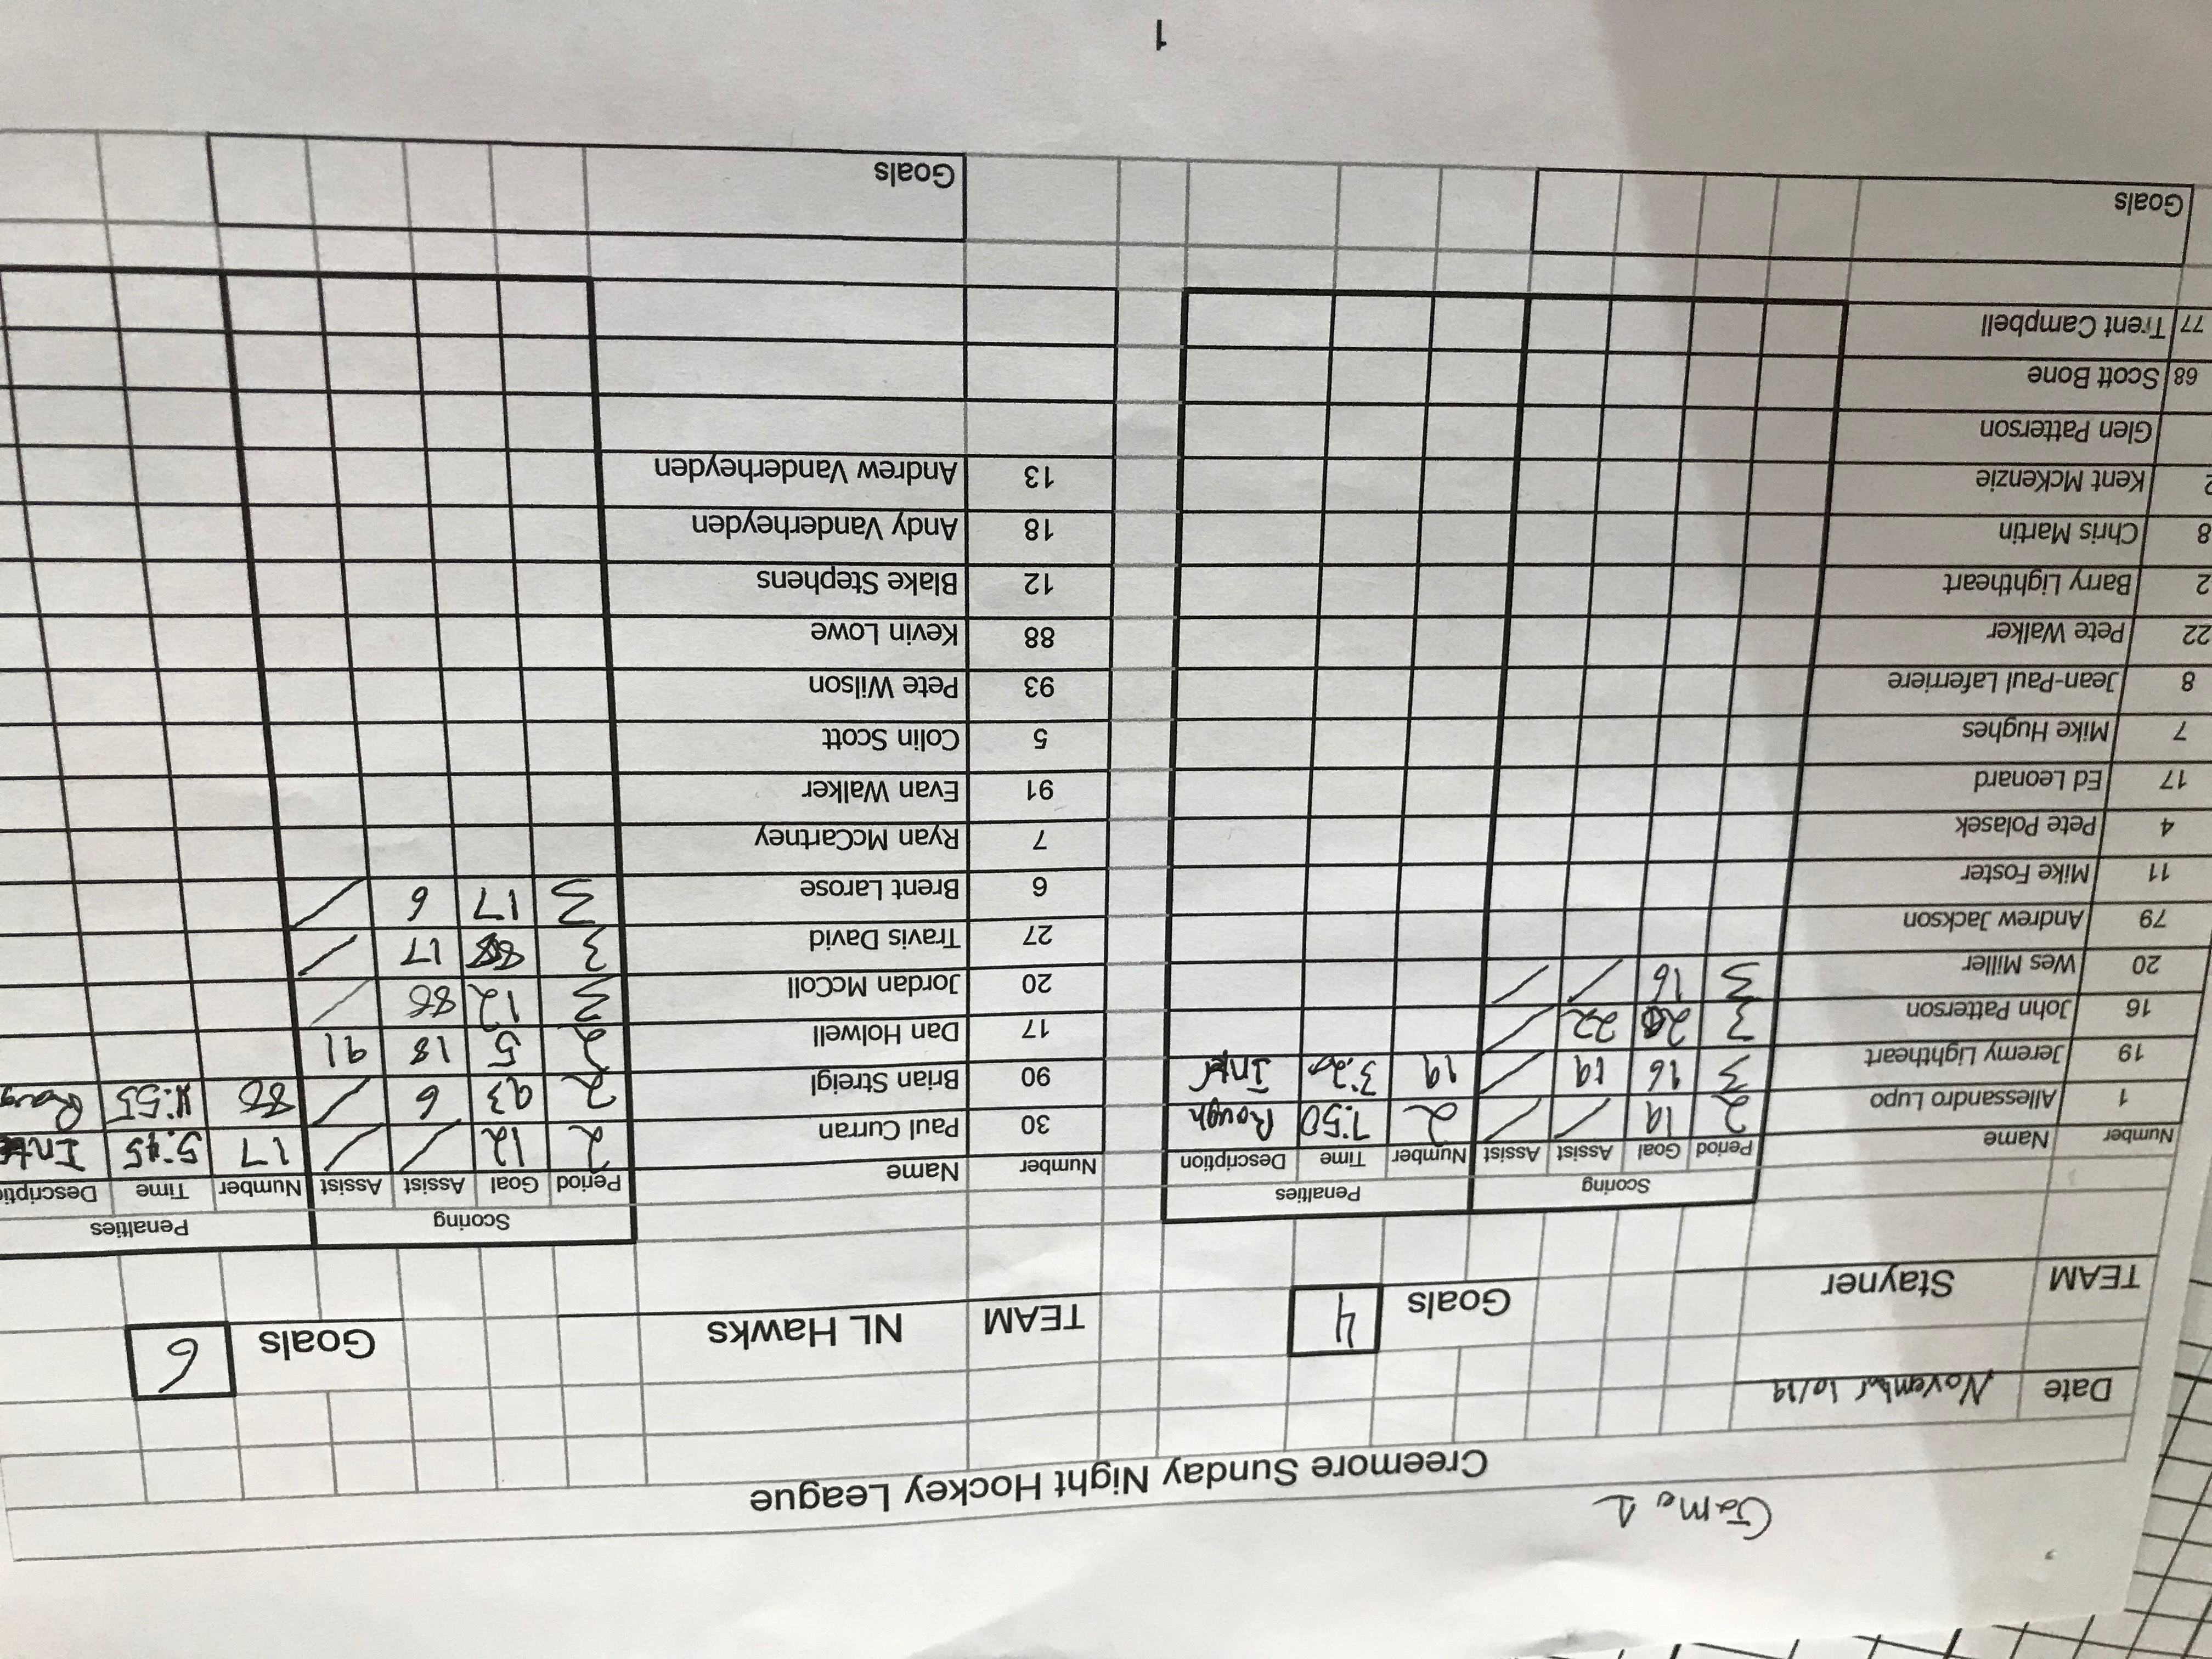 Game 1
Creemore Sunday Night Hockey League
Date November 10/19
TEAM Stayner Goals 4 TEAM NL Hawks Goals 6
Scoring Penalties Scoring Penalties
Number Name Period Goal Assist Assist Number Time Description Number Name Period Goal Assist Assist Number Time Descripti
1 Allessandro Lupo 2 19 / / 2 7:50 Rough 30 Paul Curran 2 12 / / 17 5:45 Inte
19 Jeremy Lightheart 3 16 19 / 19 3:20 Inter 90 Brian Streigl 2 93 6 / 88 :55 Roug
16 John Patterson 3 20 22 / 17 Dan Holwell 2 5 18 91
20 Wes Miller 3 16 / / 20 Jordan McColl 3 12 88 /
79 Andrew Jackson 27 Travis David 3 88 17 /
11 Mike Foster 6 Brent Larose 3 17 6 /
4 Pete Polasek 7 Ryan McCartney
17 Ed Leonard 91 Evan Walker
7 Mike Hughes 5 Colin Scott
8 Jean-Paul Laferriere 93 Pete Wilson
22 Pete Walker 88 Kevin Lowe
2 Barry Lightheart 12 Blake Stephens
8 Chris Martin 18 Andy Vanderheyden
2 Kent McKenzie 13 Andrew Vanderheyden
Glen Patterson
68 Scott Bone
77 Trent Campbell
Goals Goals
1